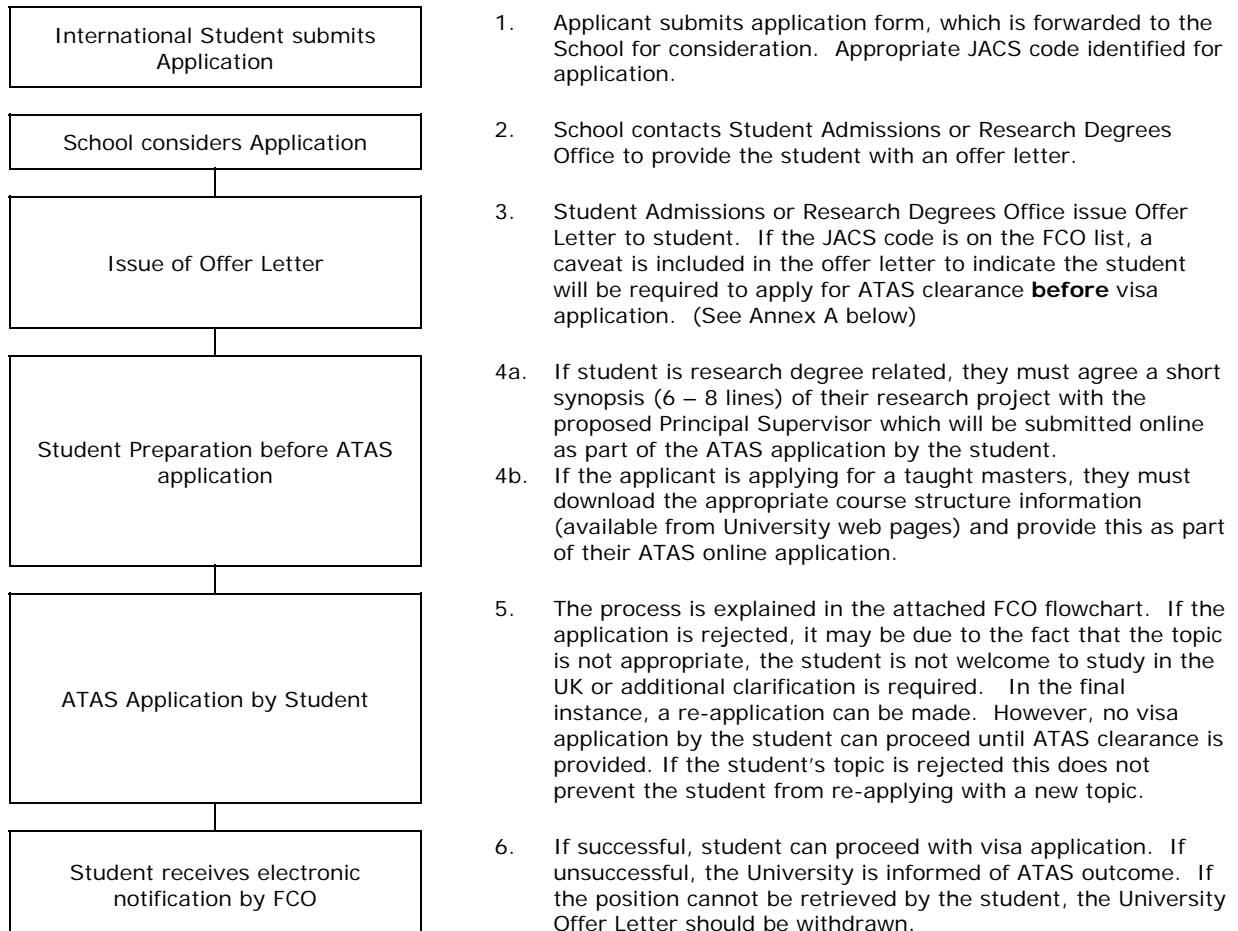 International Student submits
Application
1. Applicant submits application form, which is forwarded to the
School for consideration. Appropriate JACS code identified for
application.
School considers Application
2. School contacts Student Admissions or Research Degrees
Office to provide the student with an offer letter.
Issue of Offer Letter
3. Student Admissions or Research Degrees Office issue Offer
Letter to student. If the JACS code is on the FCO list, a
caveat is included in the offer letter to indicate the student
will be required to apply for ATAS clearance before visa
application. (See Annex A below)
Student Preparation before ATAS
application
4a. If student is research degree related, they must agree a short
synopsis (6 – 8 lines) of their research project with the
proposed Principal Supervisor which will be submitted online
as part of the ATAS application by the student.
4b. If the applicant is applying for a taught masters, they must
download the appropriate course structure information
(available from University web pages) and provide this as part
of their ATAS online application.
ATAS Application by Student
5. The process is explained in the attached FCO flowchart. If the
application is rejected, it may be due to the fact that the topic
is not appropriate, the student is not welcome to study in the
UK or additional clarification is required. In the final
instance, a re-application can be made. However, no visa
application by the student can proceed until ATAS clearance is
provided. If the student’s topic is rejected this does not
prevent the student from re-applying with a new topic.
Student receives electronic
notification by FCO
6. If successful, student can proceed with visa application. If
unsuccessful, the University is informed of ATAS outcome. If
the position cannot be retrieved by the student, the University
Offer Letter should be withdrawn.